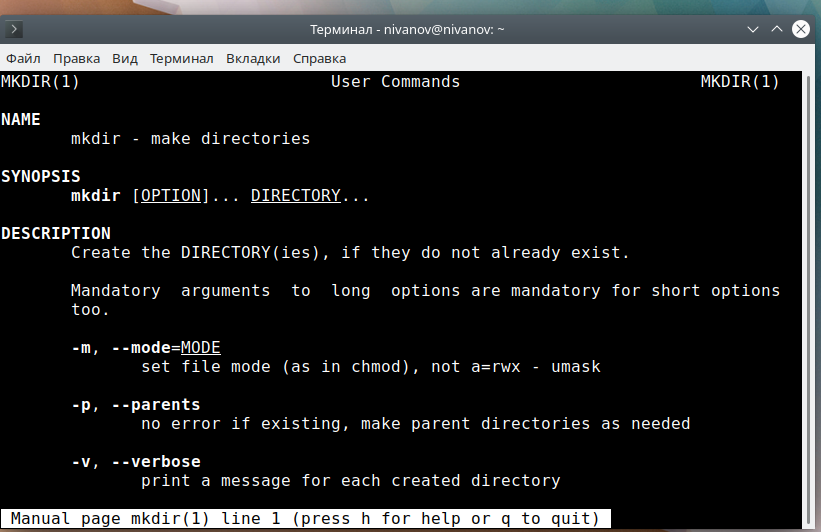 Терминал - nivanov@nivanov: ~
Файл Правка Вид Терминал Вкладки Справка
MKDIR(1) User Commands MKDIR(1)
NAME
mkdir - make directories
SYNOPSIS
mkdir [OPTION]... DIRECTORY...
DESCRIPTION
Create the DIRECTORY(ies), if they do not already exist.
Mandatory arguments to long options are mandatory for short options
too.
-m, --mode=MODE
set file mode (as in chmod), not a=rwx - umask
-p, --parents
no error if existing, make parent directories as needed
-v, --verbose
print a message for each created directory
Manual page mkdir(1) line 1 (press h for help or q to quit)